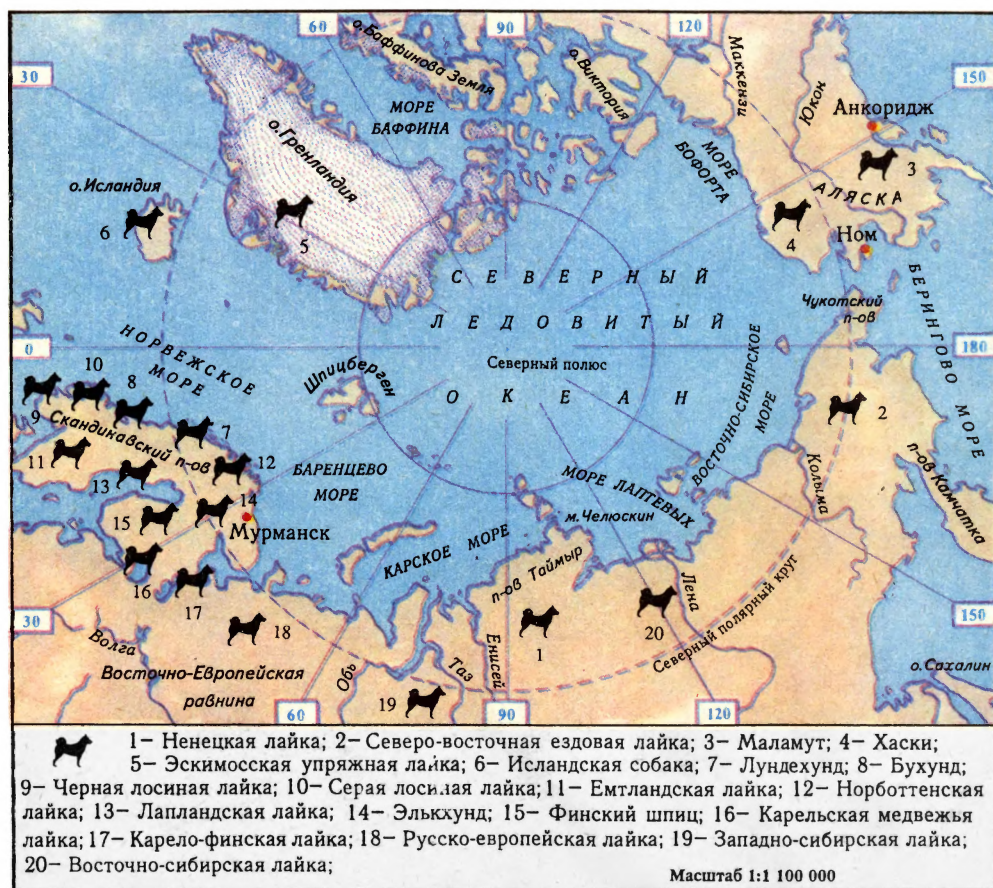 60
90
120
30
150
о.Баффинова Земля
о.Виктория
Маккензи
Юкон
Анкоридж
МОРЕ
БАФФИНА
МОРЕ
БОФОРТА
о.Гренландия
о.Исландия
6
5
3
АЛЯСКА
4
Ном
СЕВЕРНЫЙ
ЛЕДОВИТЫЙ
ОКЕАН
Северный полюс
Чукотский
п-ов
БЕРИНГОВО МОРЕ
0
180
НОРВЕЖСКОЕ
МОРЕ
Шпицберген
ВОСТОЧНО-СИБИРСКОЕ
МОРЕ
10
8
9
7
2
Скандикавский п-ов
11
12
13
14
15
БАРЕНЦЕВО
МОРЕ
МОРЕ ЛАПТЕВЫХ
Колыма
п-ов Камчатка
Мурманск
м.Челюскин
КАРСКОЕ МОРЕ
п-ов Таймыр
16
17
18
Лена
Северный полярный круг
30
150
Волга
Восточно-Европейская
равнина
Обь
Таз
Енисей
1
20
19
о.Сахалин
60
90
120
1– Ненецкая лайка; 2– Северо-восточная ездовая лайка; 3– Маламут; 4– Хаски;
5– Эскимосская упряжная лайка; 6– Исландская собака; 7– Лундехунд; 8– Бухунд;
9– Черная лосиная лайка; 10– Серая лосиная лайка; 11– Емтландская лайка; 12– Норботтенская
лайка; 13– Лапландская лайка; 14– Элькхунд; 15– Финский шпиц; 16– Карельская медвежья
лайка; 17– Карело-финская лайка; 18– Русско-европейская лайка; 19– Западно-сибирская лайка;
20– Восточно-сибирская лайка;
Масштаб 1:1 100 000